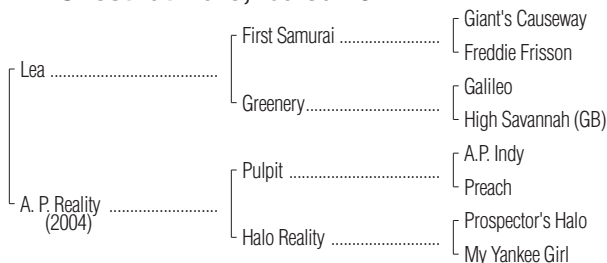 Giant's Causeway
First Samurai ....................
Freddie Frisson
Lea ..................................
Galileo
Greenery...........................
High Savannah (GB)
A.P. Indy
Pulpit ..............................
Preach
A. P. Reality ......................
(2004)
Prospector's Halo
Halo Reality ......................
My Yankee Girl